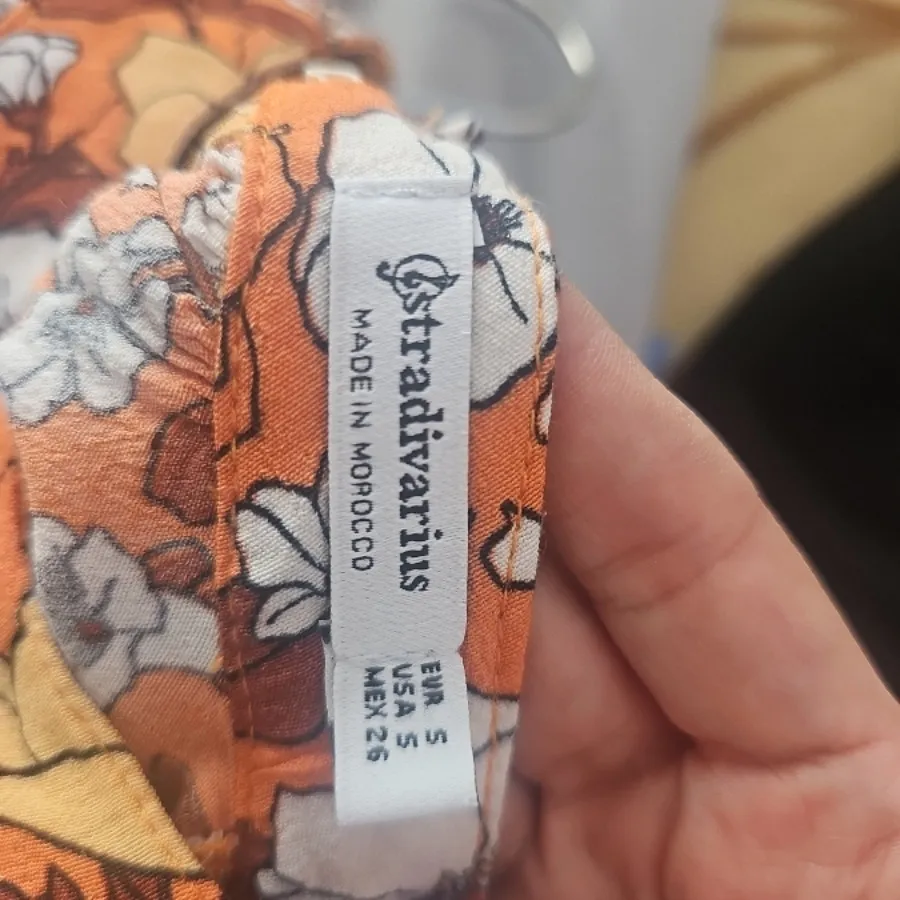 stradivarius
MADE IN MOROCCO
EUR S
USA S
MEX 26